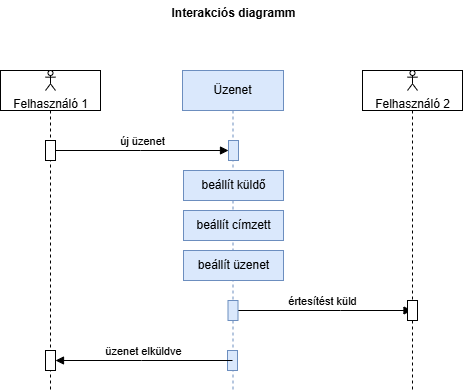 Interakciós diagramm
Felhasználó 1
Üzenet
Felhasználó 2
új üzenet
beállít küldő
beállít címzett
beállít üzenet
értesítést küld
üzenet elküldve